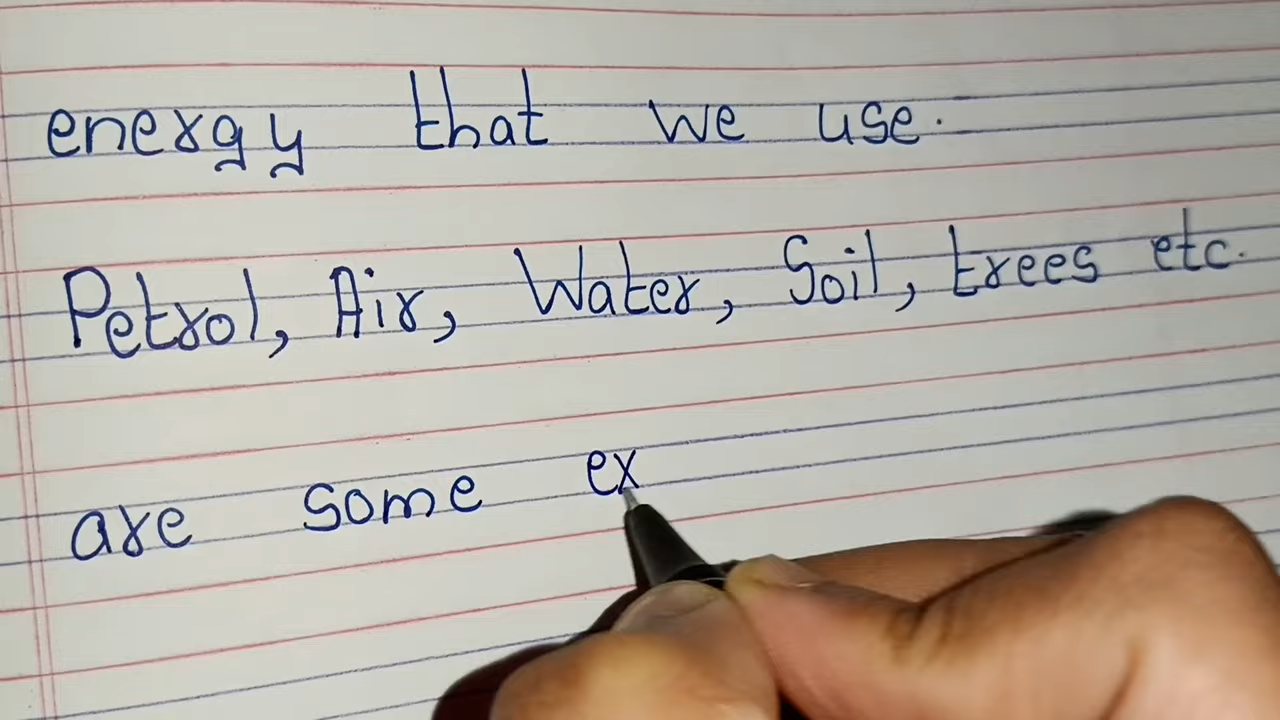 energy that we use.
Petrol, Air, Water, Soil, trees etc.
are some ex